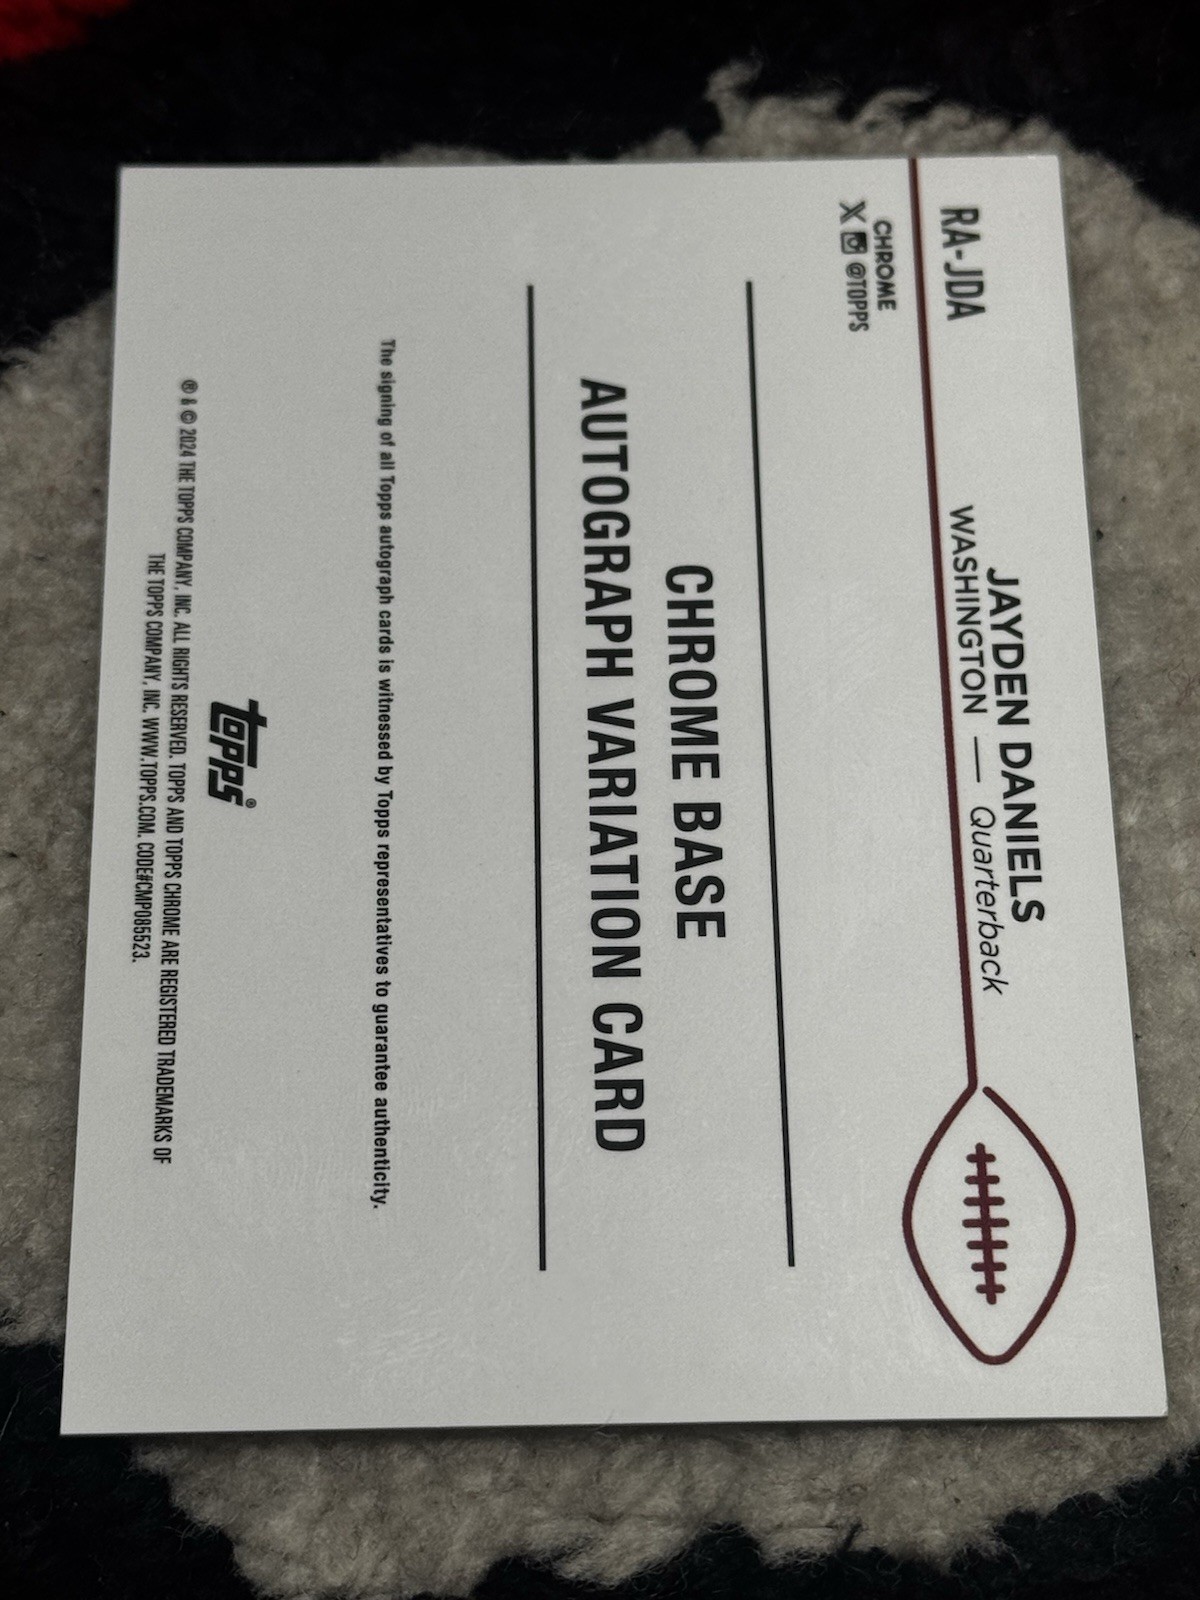 RA-JDA
JAYDEN DANIELS
WASHINGTON — Quarterback
CHROME
X @TOPPS
CHROME BASE
AUTOGRAPH VARIATION CARD
The signing of all Topps autograph cards is witnessed by Topps representatives to guarantee authenticity.
topps®
® & © 2024 THE TOPPS COMPANY, INC. ALL RIGHTS RESERVED. TOPPS AND TOPPS CHROME ARE REGISTERED TRADEMARKS OF
THE TOPPS COMPANY, INC. WWW.TOPPS.COM. CODE#CMP085523.